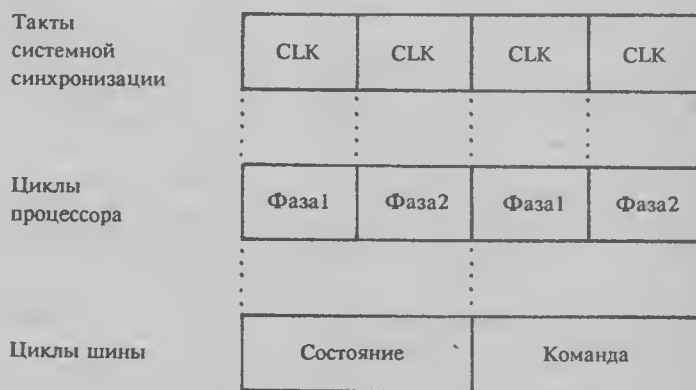 Такты
системной
синхронизации
CLK CLK CLK CLK
Циклы
процессора
Фаза1 Фаза2 Фаза1 Фаза2
Циклы шины
Состояние Команда